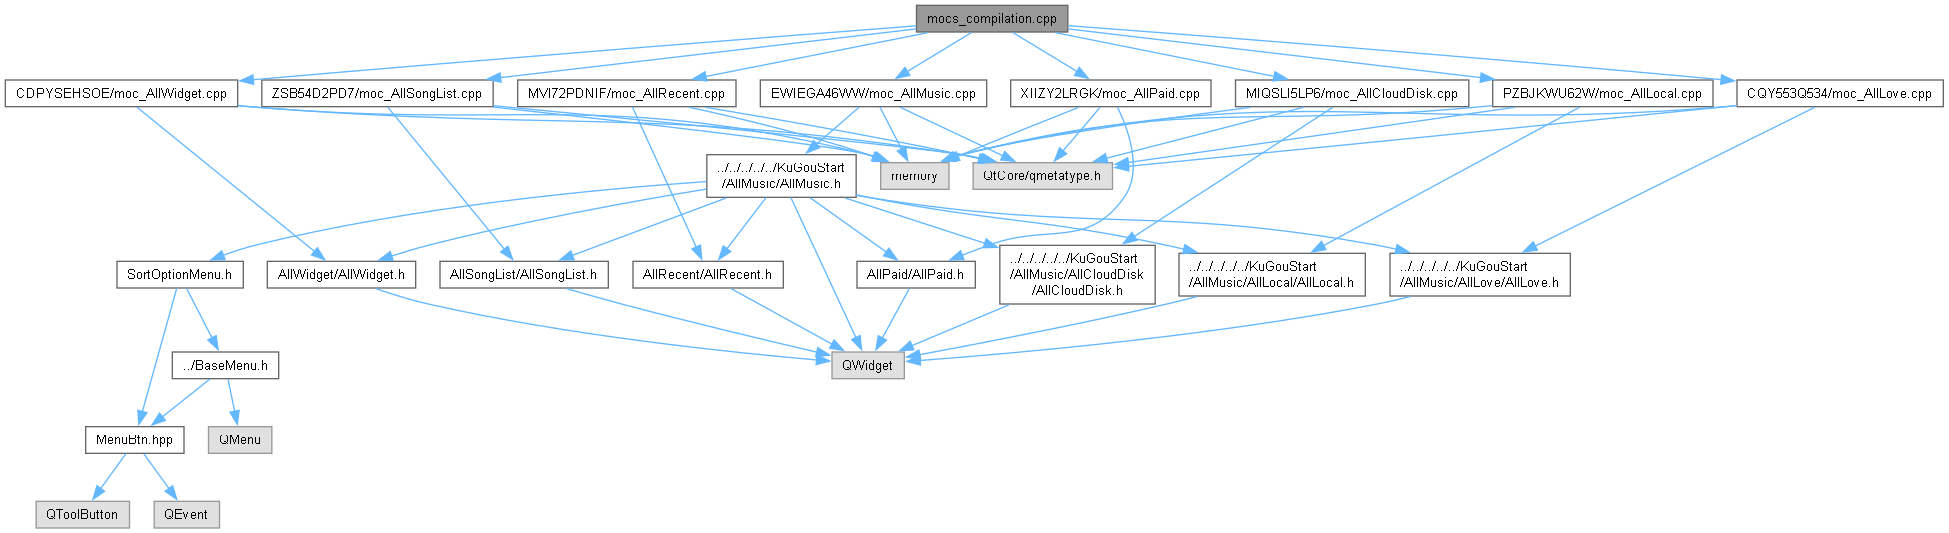 mocs_compilation.cpp
CDPYSEHSOE/moc_AllWidget.cpp
ZSB54D2PD7/moc_AllSongList.cpp
MVI72PDNIF/moc_AllRecent.cpp
EWIEGA46WW/moc_AllMusic.cpp
XIIZY2LRGK/moc_AllPaid.cpp
MIQSLI5LP6/moc_AllCloudDisk.cpp
PZBJKWU62W/moc_AllLocal.cpp
CQY553Q534/moc_AllLove.cpp
../../../../../KuGouStart
/AllMusic/AllMusic.h
memory
QtCore/qmetatype.h
SortOptionMenu.h
AllWidget/AllWidget.h
AllSongList/AllSongList.h
AllRecent/AllRecent.h
AllPaid/AllPaid.h
../../../../../KuGouStart
/AllMusic/AllCloudDisk
/AllCloudDisk.h
../../../../../KuGouStart
/AllMusic/AllLocal/AllLocal.h
../../../../../KuGouStart
/AllMusic/AllLove/AllLove.h
../BaseMenu.h
QWidget
MenuBtn.hpp
QMenu
QToolButton
QEvent